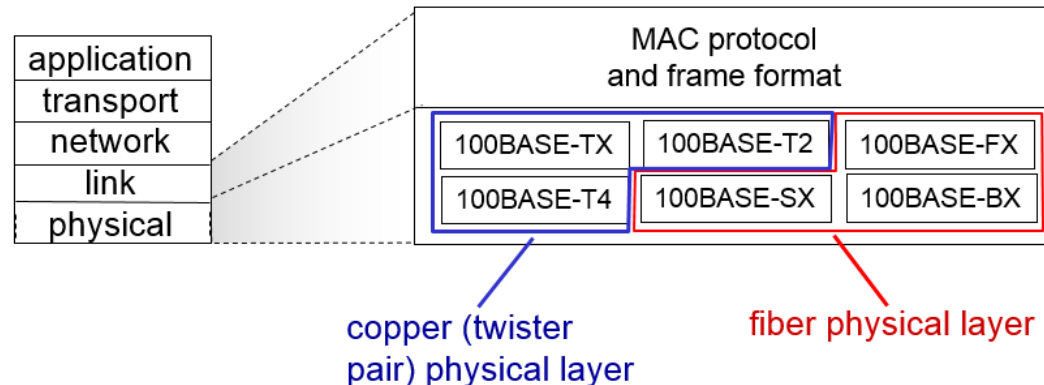 application
transport
network
link
physical
MAC protocol
and frame format
100BASE-TX
100BASE-T2
100BASE-FX
100BASE-T4
100BASE-SX
100BASE-BX
copper (twister
pair) physical layer
fiber physical layer